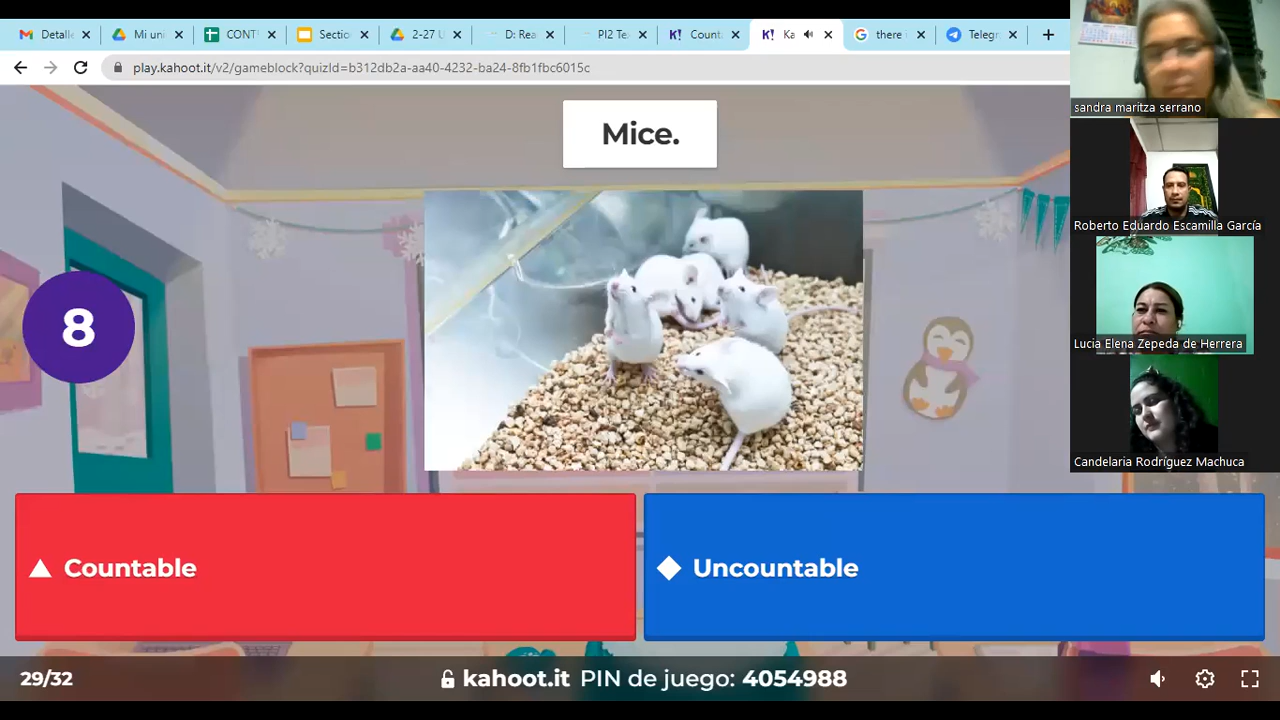 Detalle
Mi uni
CONT
Sectio
2-27 U
D: Rea
PI2 Te
K! Count
K! Ka
there i
Telegr
play.kahoot.it/v2/gameblock?quizId=b312db2a-aa40-4232-ba24-8fb1fbc6015c
Mice.
8
Countable
Uncountable
29/32
kahoot.it PIN de juego: 4054988
sandra maritza serrano
Roberto Eduardo Escamilla García
Lucia Elena Zepeda de Herrera
Candelaria Rodríguez Machuca